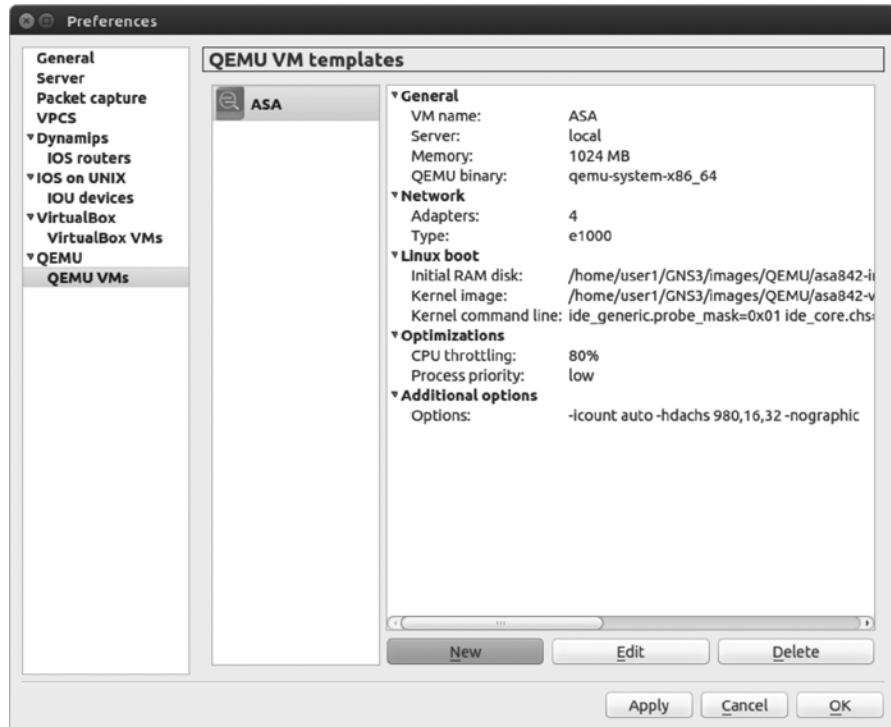 Preferences
General
Server
Packet capture
VPCS
Dynamips
IOS routers
IOS on UNIX
IOU devices
VirtualBox
VirtualBox VMs
QEMU
QEMU VMs
QEMU VM templates
ASA
General
VM name: ASA
Server: local
Memory: 1024 MB
QEMU binary: qemu-system-x86_64
Network
Adapters: 4
Type: e1000
Linux boot
Initial RAM disk: /home/user1/GNS3/images/QEMU/asa842-i
Kernel image: /home/user1/GNS3/images/QEMU/asa842-v
Kernel command line: ide_generic.probe_mask=0x01 ide_core.chs=
Optimizations
CPU throttling: 80%
Process priority: low
Additional options
Options: -icount auto -hdachs 980,16,32 -nographic
New Edit Delete
Apply Cancel OK